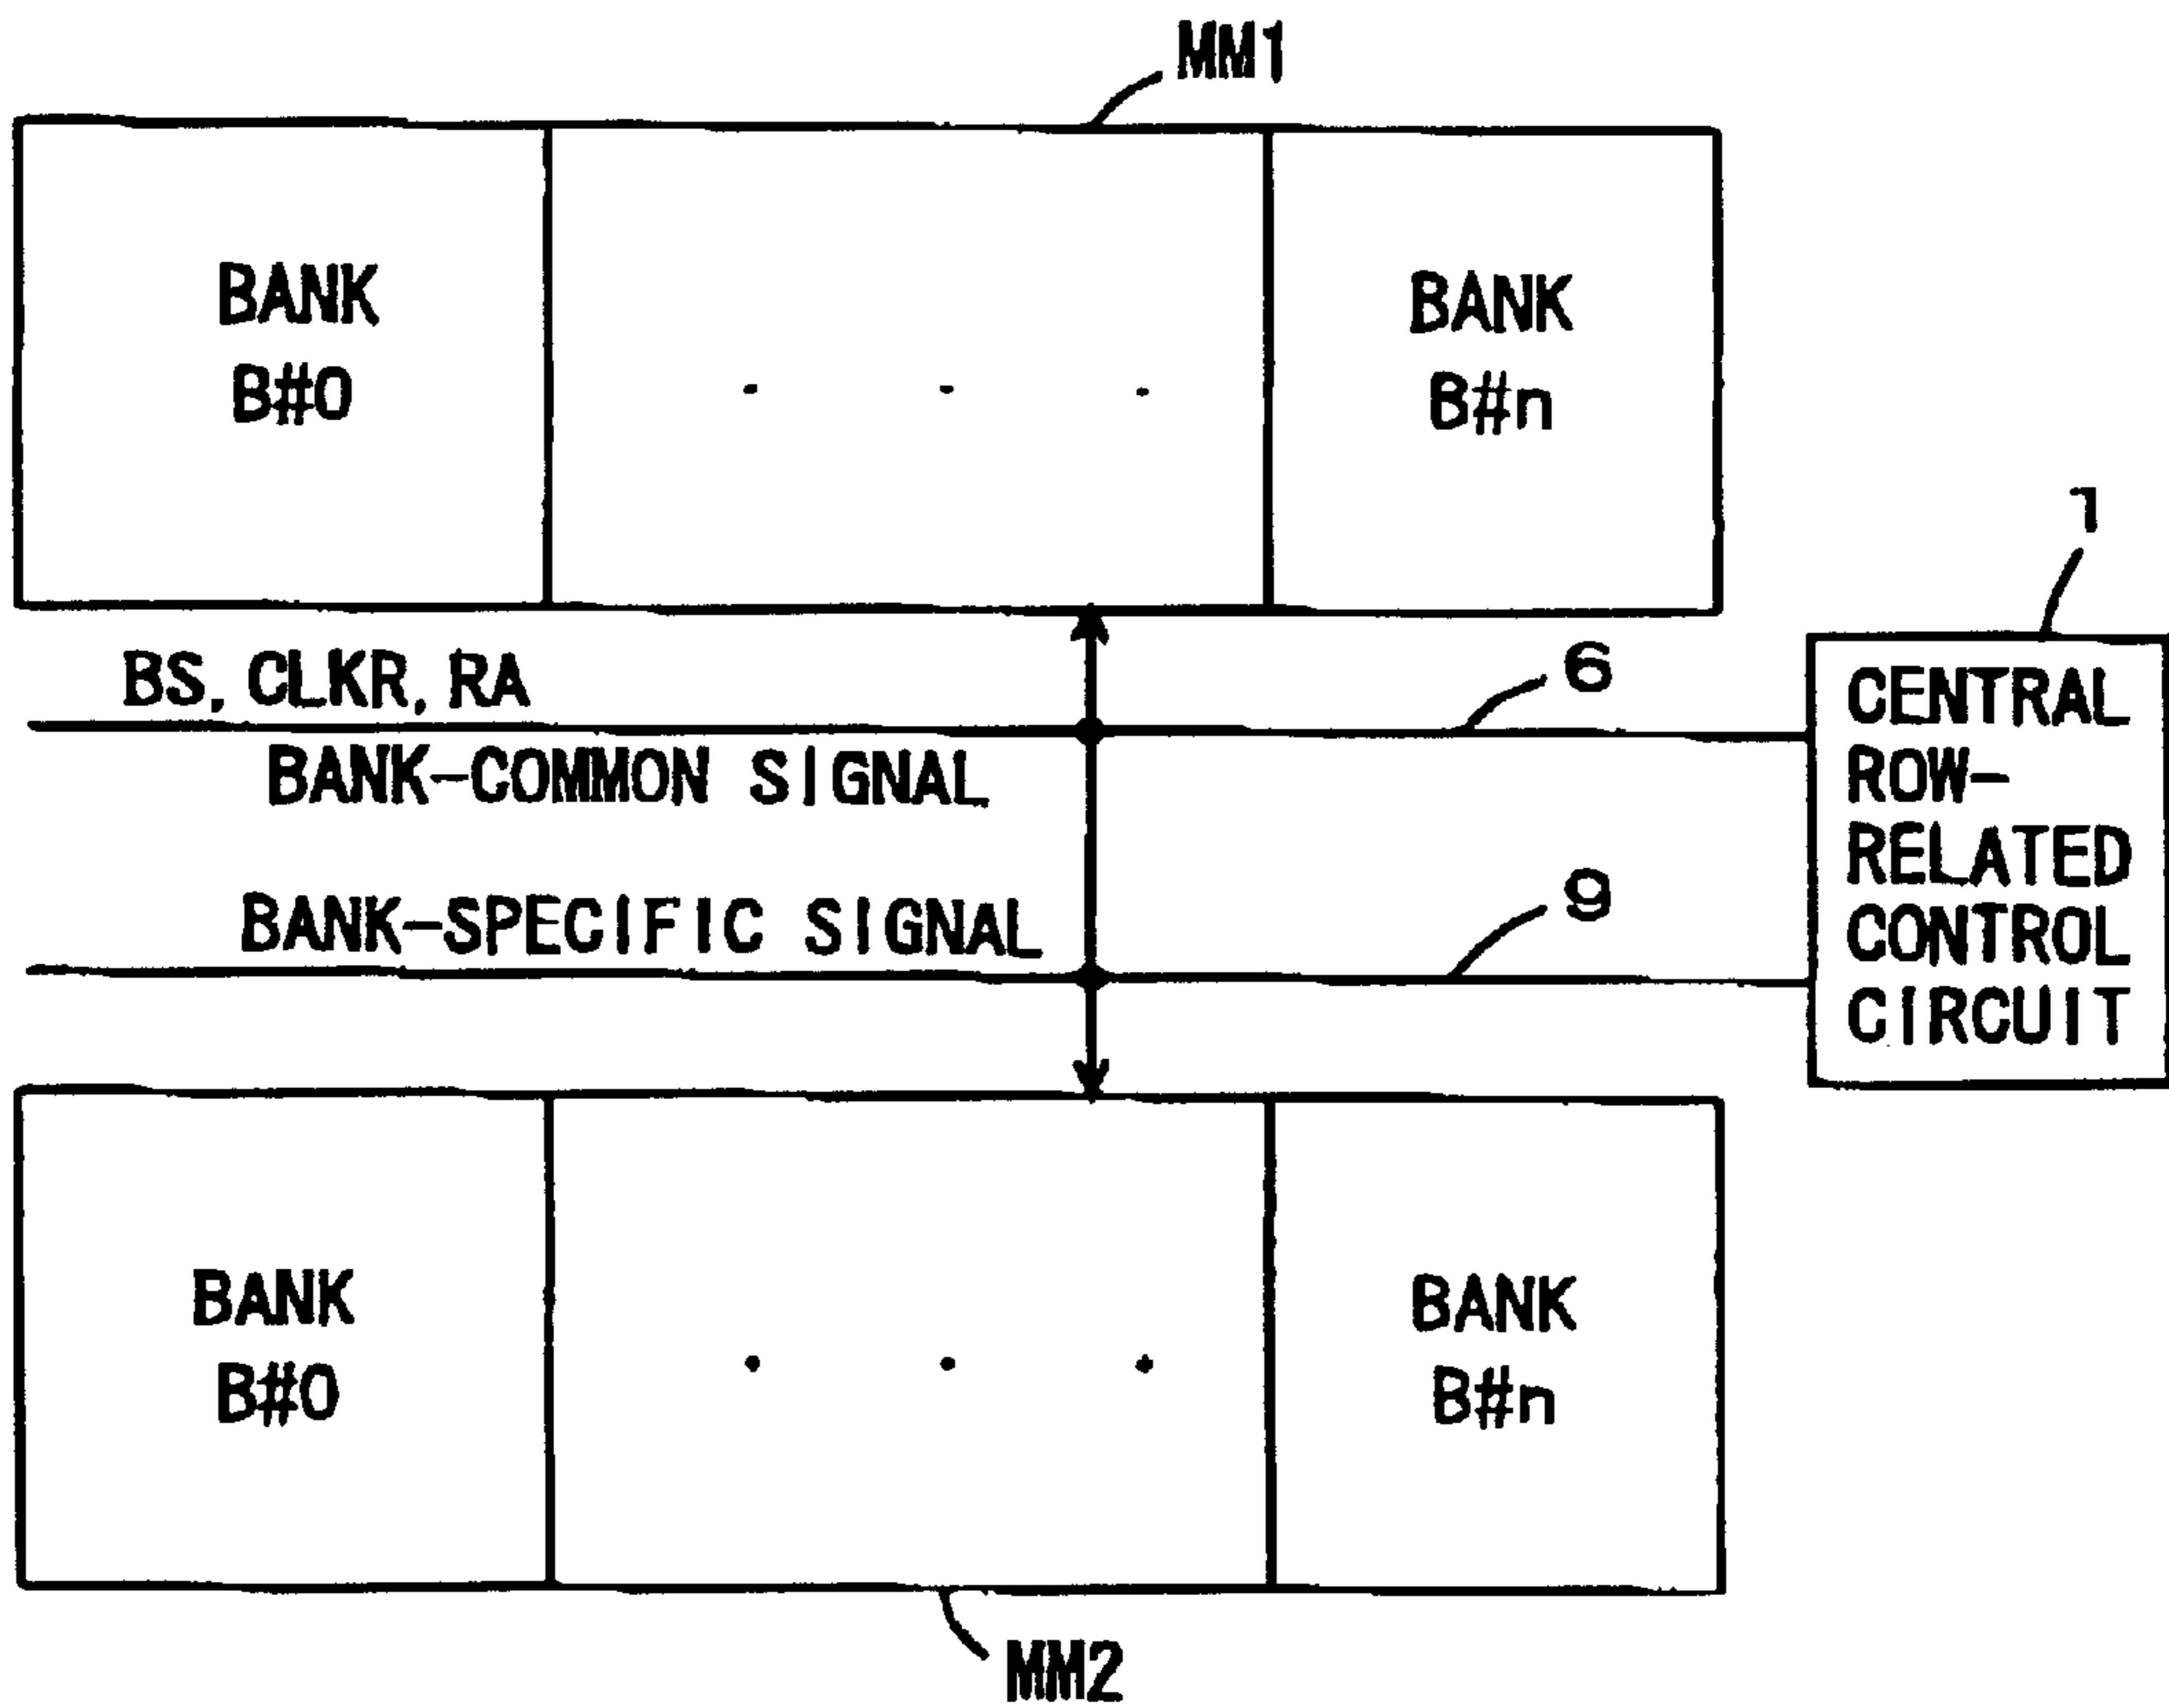 MM1
BANK
B#0
. . .
BANK
B#n
1
BS, CLKR, RA
6
BANK-COMMON SIGNAL
BANK-SPECIFIC SIGNAL
9
CENTRAL
ROW-
RELATED
CONTROL
CIRCUIT
BANK
B#0
. . .
BANK
B#n
MM2